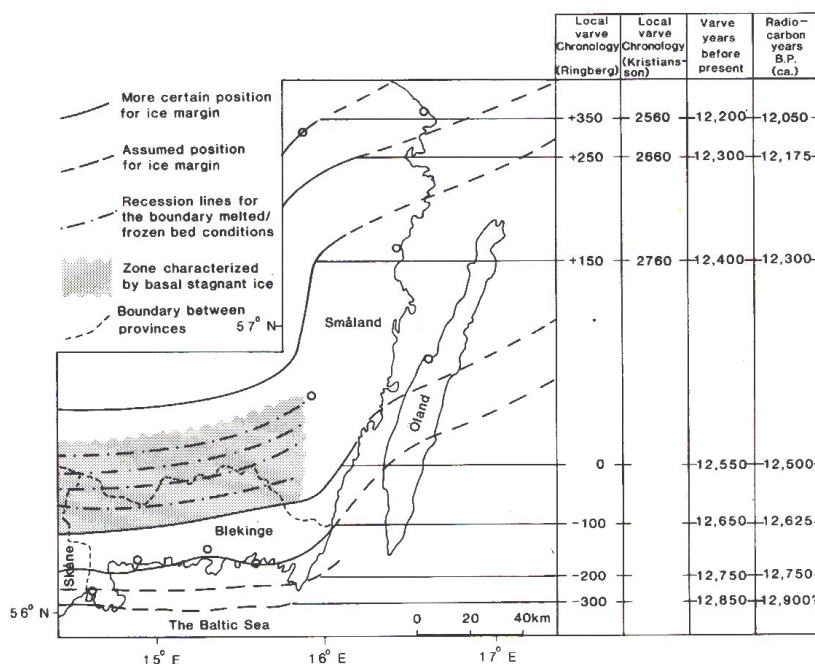 More certain position
for ice margin
Assumed position
for ice margin
Recession lines for
the boundary melted/
frozen bed conditions
Zone characterized
by basal stagnant ice
Boundary between
provinces
57° N
56° N
15° E
16° E
17° E
Småland
Öland
Blekinge
Skåne
The Baltic Sea
0 20 40km
Local
varve
Chronology
(Ringberg)
Local
varve
Chronology
(Kristians-
son)
Varve
years
before
present
Radio-
carbon
years
B.P.
(ca.)
+350 2560 12,200 12,050
+250 2660 12,300 12,175
+150 2760 12,400 12,300
0 12,550 12,500
-100 12,650 12,625
-200 12,750 12,750
-300 12,850 12,900?